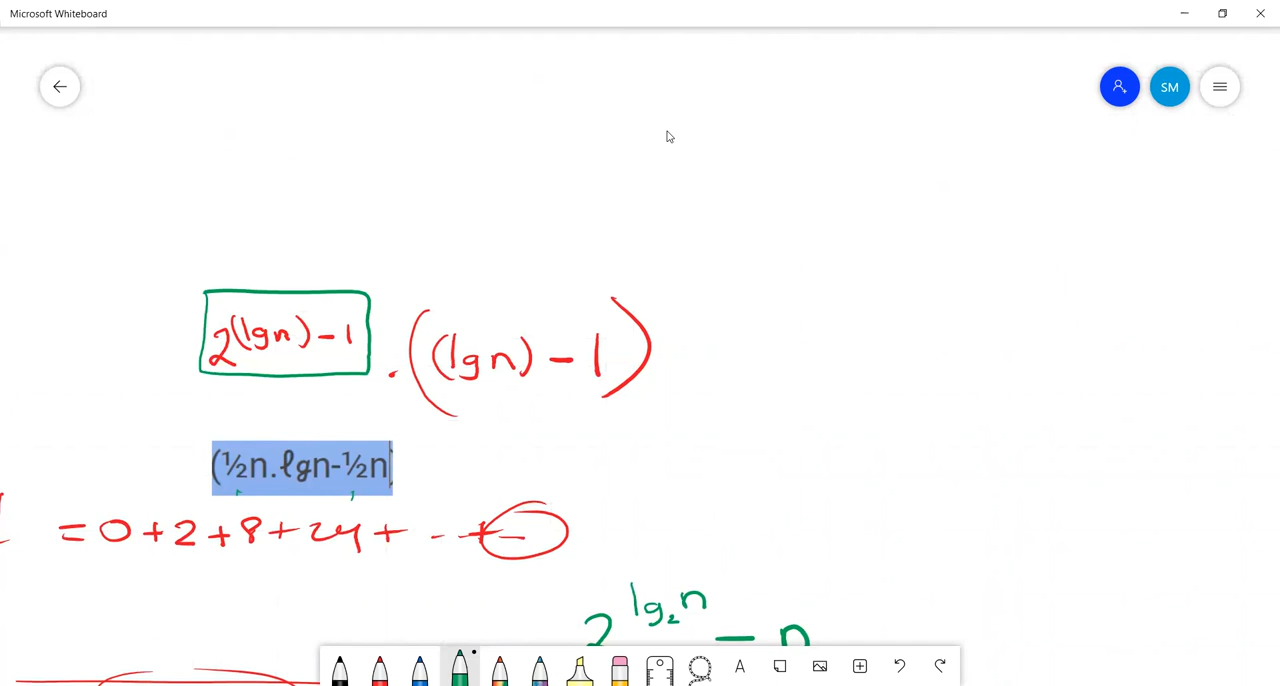 Microsoft Whiteboard
SM
2^(lgn)-1 . ((lgn) - 1)
(½n.lgn-½n
= 0 + 2 + 8 + 24 + - - + -
2^lg₂n = n
A